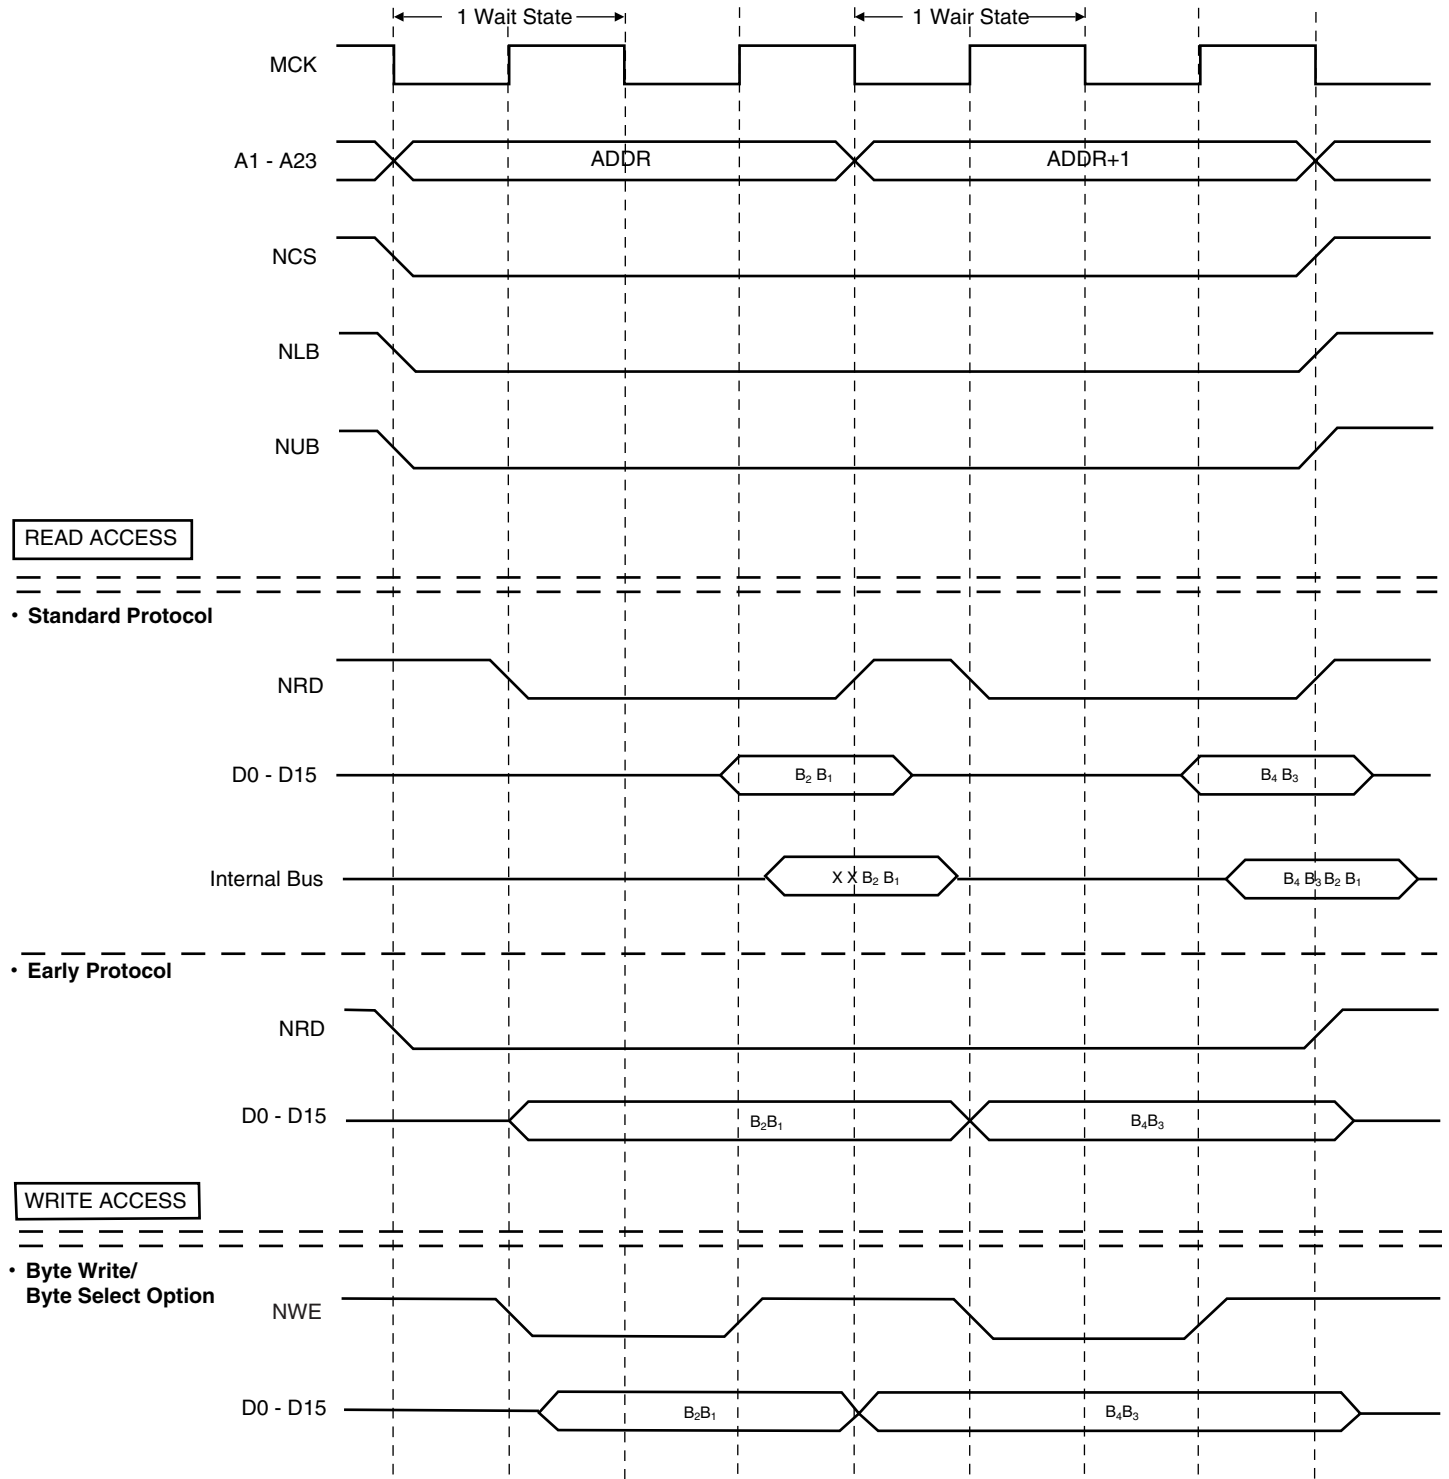 1 Wait State 1 Wair State
MCK
A1 - A23 ADDR ADDR+1
NCS
NLB
NUB
READ ACCESS
• Standard Protocol
NRD
D0 - D15 B₂ B₁ B₄ B₃
Internal Bus X X B₂ B₁ B₄ B₃ B₂ B₁
• Early Protocol
NRD
D0 - D15 B₂B₁ B₄B₃
WRITE ACCESS
• Byte Write/
Byte Select Option
NWE
D0 - D15 B₂B₁ B₄B₃